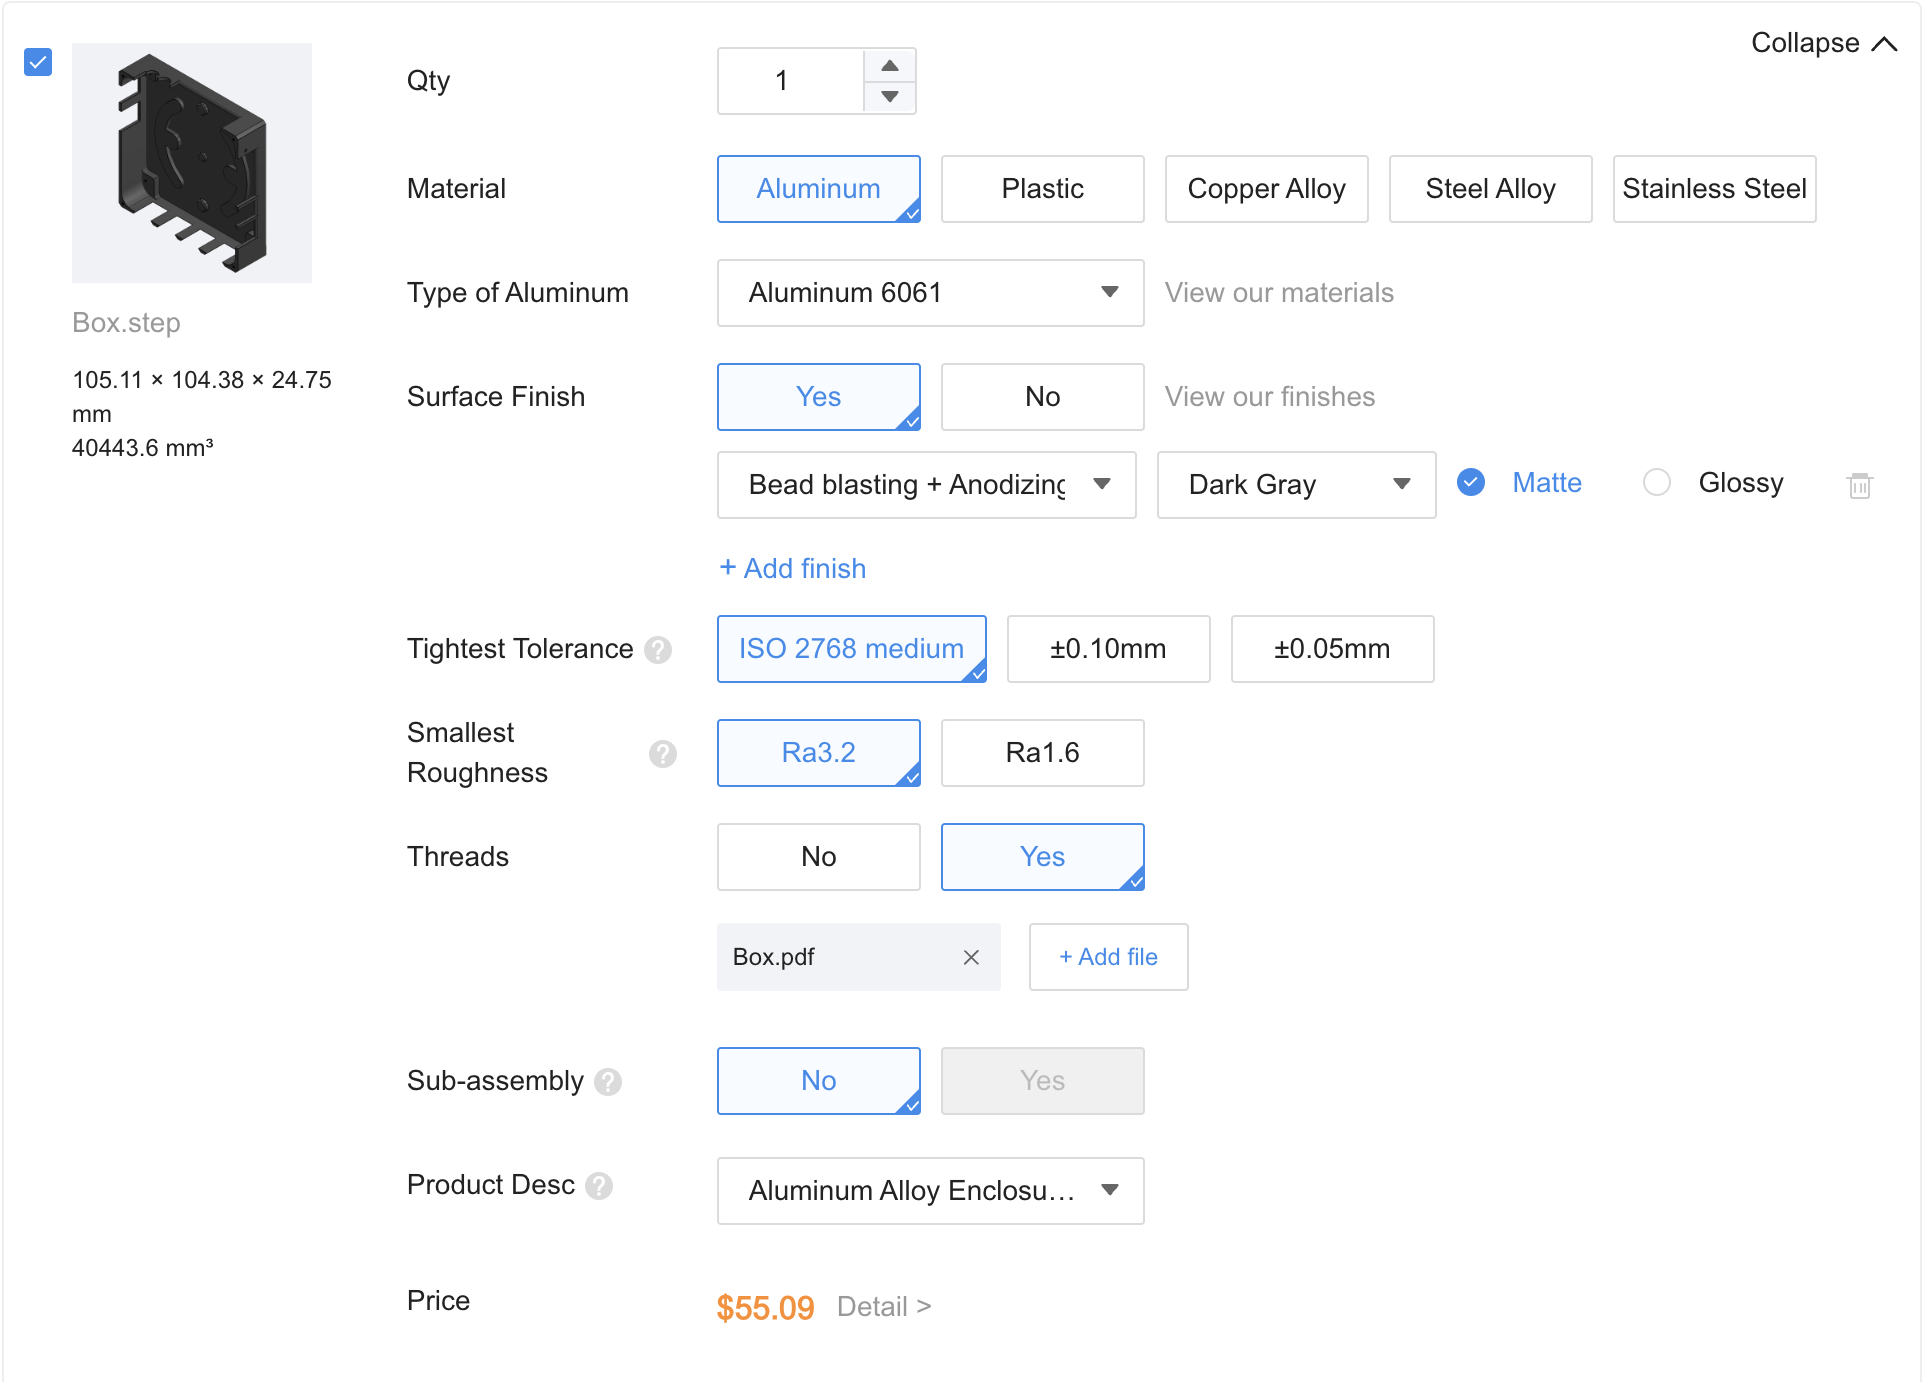 Collapse
Qty
1
Material
Aluminum
Plastic
Copper Alloy
Steel Alloy
Stainless Steel
Type of Aluminum
Aluminum 6061
View our materials
Box.step
105.11 × 104.38 × 24.75
mm
40443.6 mm³
Surface Finish
Yes
No
View our finishes
Bead blasting + Anodizing
Dark Gray
Matte
Glossy
+ Add finish
Tightest Tolerance ?
ISO 2768 medium
±0.10mm
±0.05mm
Smallest
Roughness ?
Ra3.2
Ra1.6
Threads
No
Yes
Box.pdf
+ Add file
Sub-assembly ?
No
Yes
Product Desc ?
Aluminum Alloy Enclosu...
Price
$55.09
Detail >